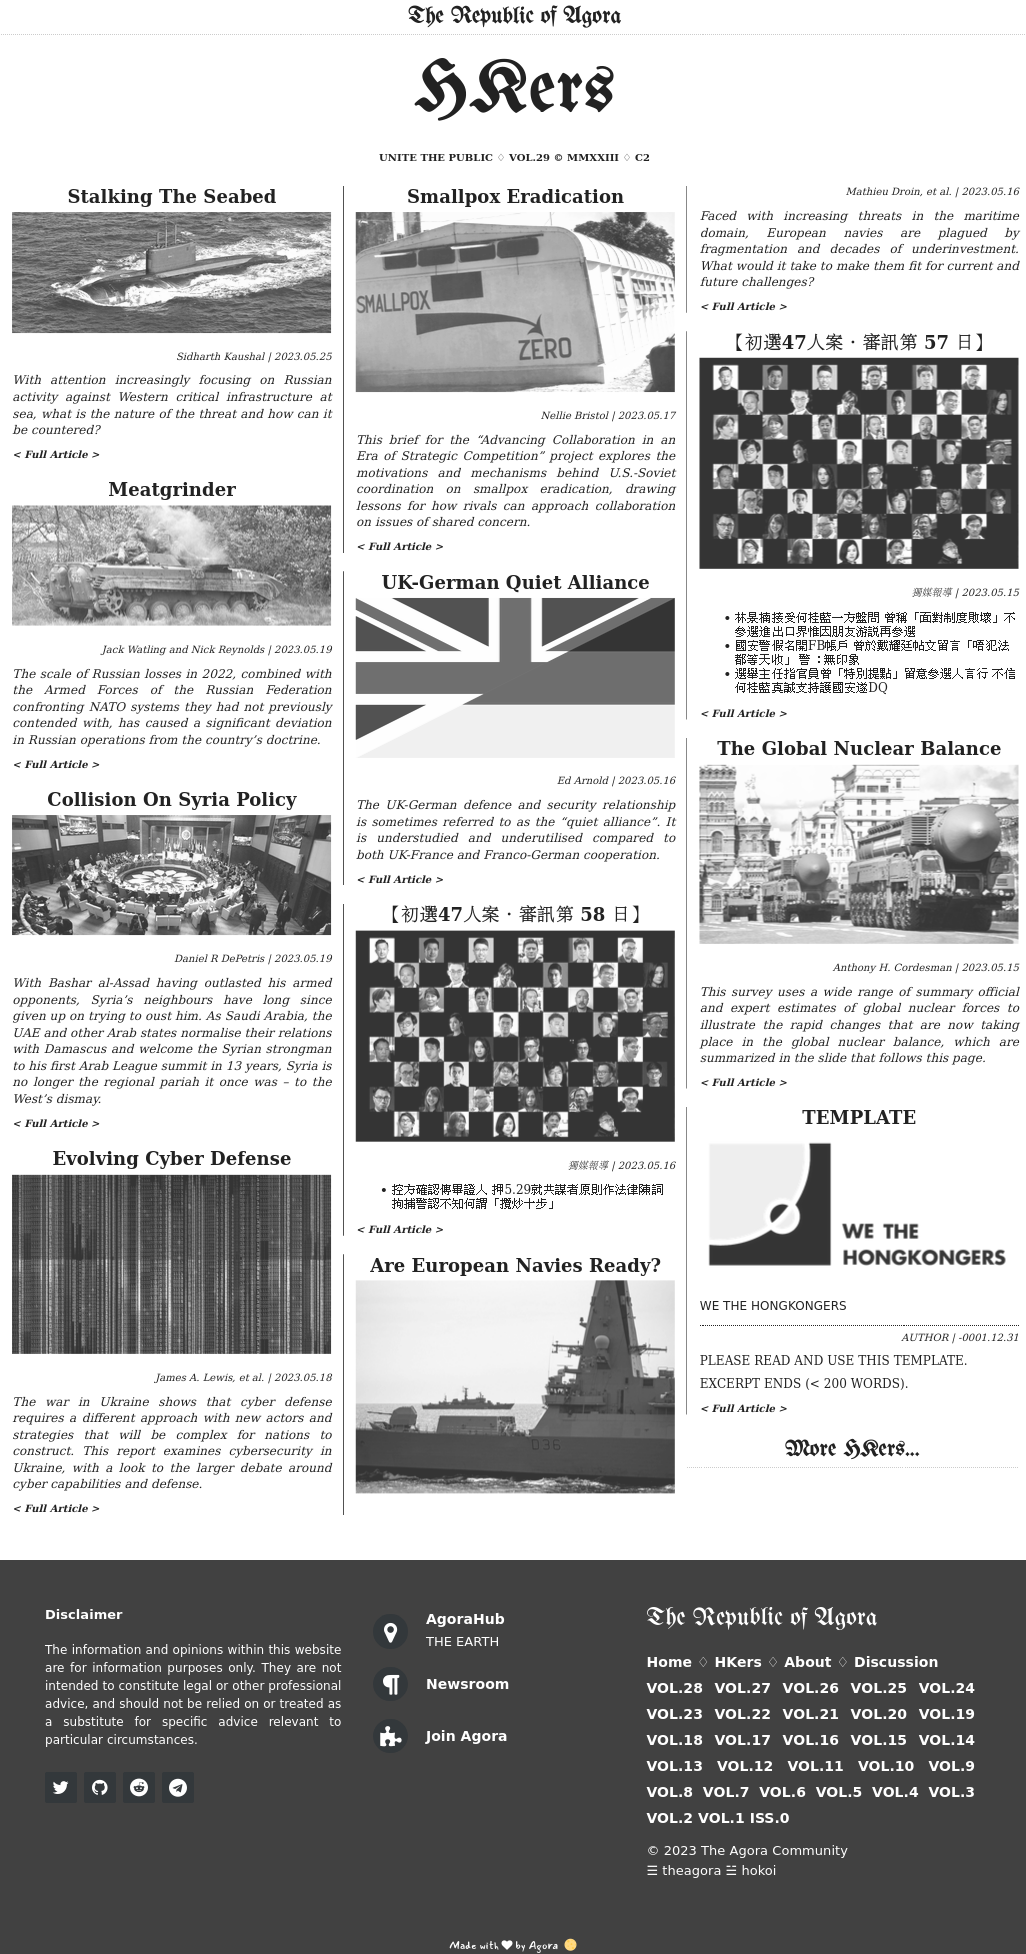 The Republic of Agora
HKers
UNITE THE PUBLIC ♢ VOL.29 © MMXXIII ♢ C2
Stalking The Seabed
Sidharth Kaushal | 2023.05.25
With attention increasingly focusing on Russian
activity against Western critical infrastructure at
sea, what is the nature of the threat and how can it
be countered?
< Full Article >
Meatgrinder
Jack Watling and Nick Reynolds | 2023.05.19
The scale of Russian losses in 2022, combined with
the Armed Forces of the Russian Federation
confronting NATO systems they had not previously
contended with, has caused a significant deviation
in Russian operations from the country’s doctrine.
< Full Article >
Collision On Syria Policy
Daniel R DePetris | 2023.05.19
With Bashar al-Assad having outlasted his armed
opponents, Syria’s neighbours have long since
given up on trying to oust him. As Saudi Arabia, the
UAE and other Arab states normalise their relations
with Damascus and welcome the Syrian strongman
to his first Arab League summit in 13 years, Syria is
no longer the regional pariah it once was – to the
West’s dismay.
< Full Article >
Evolving Cyber Defense
James A. Lewis, et al. | 2023.05.18
The war in Ukraine shows that cyber defense
requires a different approach with new actors and
strategies that will be complex for nations to
construct. This report examines cybersecurity in
Ukraine, with a look to the larger debate around
cyber capabilities and defense.
< Full Article >
Smallpox Eradication
SMALLPOX
ZERO
Nellie Bristol | 2023.05.17
This brief for the “Advancing Collaboration in an
Era of Strategic Competition” project explores the
motivations and mechanisms behind U.S.-Soviet
coordination on smallpox eradication, drawing
lessons for how rivals can approach collaboration
on issues of shared concern.
< Full Article >
UK-German Quiet Alliance
Ed Arnold | 2023.05.16
The UK-German defence and security relationship
is sometimes referred to as the “quiet alliance”. It
is understudied and underutilised compared to
both UK-France and Franco-German cooperation.
< Full Article >
【初選47人案・審訊第 58 日】
獨媒報導 | 2023.05.16
• 控方確認傳畢證人 押5.29就共謀者原則作法律陳詞
拘捕警認不知何謂「攬炒十步」
< Full Article >
Are European Navies Ready?
D36
Mathieu Droin, et al. | 2023.05.16
Faced with increasing threats in the maritime
domain, European navies are plagued by
fragmentation and decades of underinvestment.
What would it take to make them fit for current and
future challenges?
< Full Article >
【初選47人案・審訊第 57 日】
獨媒報導 | 2023.05.15
• 林景楠接受何桂藍一方盤問 曾稱「面對制度敗壞」不
參選進出口界惟因朋友游說再參選
• 國安警假名開FB帳戶 曾於戴耀廷帖文留言「唔犯法
都等天收」 警：無印象
• 選舉主任指官員曾「特別提點」留意參選人言行 不信
何桂藍真誠支持護國安遂DQ
< Full Article >
The Global Nuclear Balance
Anthony H. Cordesman | 2023.05.15
This survey uses a wide range of summary official
and expert estimates of global nuclear forces to
illustrate the rapid changes that are now taking
place in the global nuclear balance, which are
summarized in the slide that follows this page.
< Full Article >
TEMPLATE
WE THE
HONGKONGERS
WE THE HONGKONGERS
AUTHOR | -0001.12.31
PLEASE READ AND USE THIS TEMPLATE.
EXCERPT ENDS (< 200 WORDS).
< Full Article >
More HKers...
Disclaimer
The information and opinions within this website
are for information purposes only. They are not
intended to constitute legal or other professional
advice, and should not be relied on or treated as
a substitute for specific advice relevant to
particular circumstances.
AgoraHub
THE EARTH
Newsroom
Join Agora
The Republic of Agora
Home ♢ HKers ♢ About ♢ Discussion
VOL.28 VOL.27 VOL.26 VOL.25 VOL.24
VOL.23 VOL.22 VOL.21 VOL.20 VOL.19
VOL.18 VOL.17 VOL.16 VOL.15 VOL.14
VOL.13 VOL.12 VOL.11 VOL.10 VOL.9
VOL.8 VOL.7 VOL.6 VOL.5 VOL.4 VOL.3
VOL.2 VOL.1 ISS.0
© 2023 The Agora Community
☰ theagora ☱ hokoi
Made with ❤ by Agora